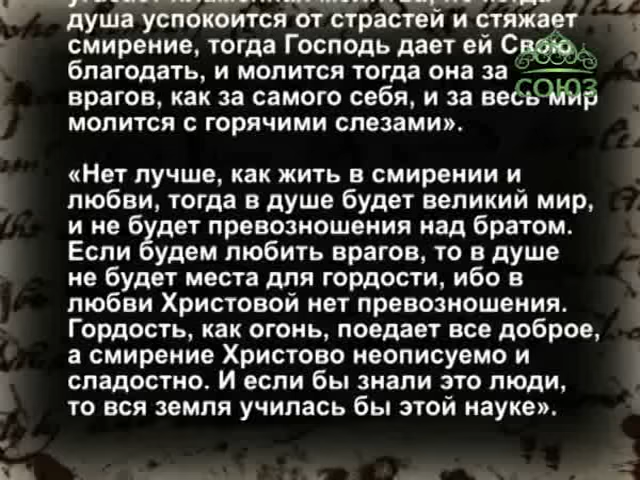 душа успокоится от страстей и стяжает
смирение, тогда Господь дает ей Свою
благодать, и молится тогда она за
врагов, как за самого себя, и за весь мир
молится с горячими слезами».
СОЮЗ
«Нет лучше, как жить в смирении и
любви, тогда в душе будет великий мир,
и не будет превозношения над братом.
Если будем любить врагов, то в душе
не будет места для гордости, ибо в
любви Христовой нет превозношения.
Гордость, как огонь, поедает все доброе,
а смирение Христово неописуемо и
сладостно. И если бы знали это люди,
то вся земля училась бы этой науке».